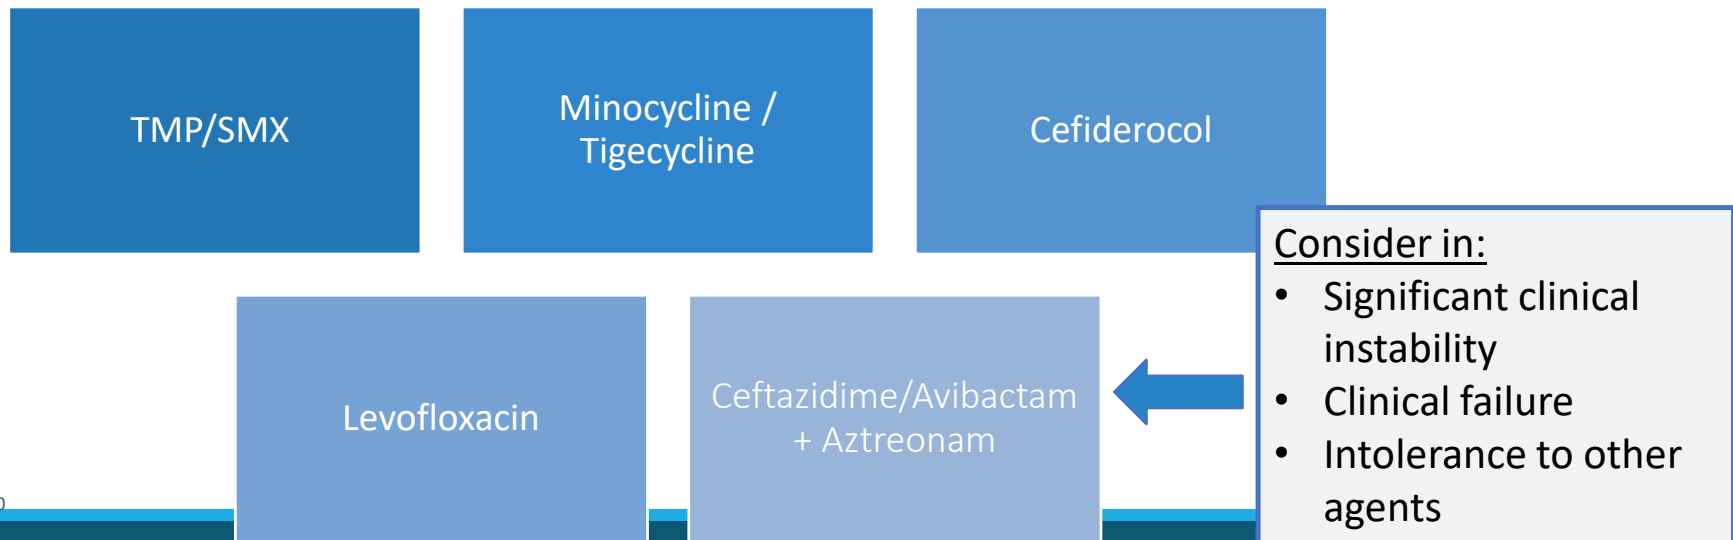 TMP/SMX
Minocycline /
Tigecycline
Cefiderocol
Levofloxacin
Ceftazidime/Avibactam
+ Aztreonam
Consider in:
• Significant clinical
instability
• Clinical failure
• Intolerance to other
agents